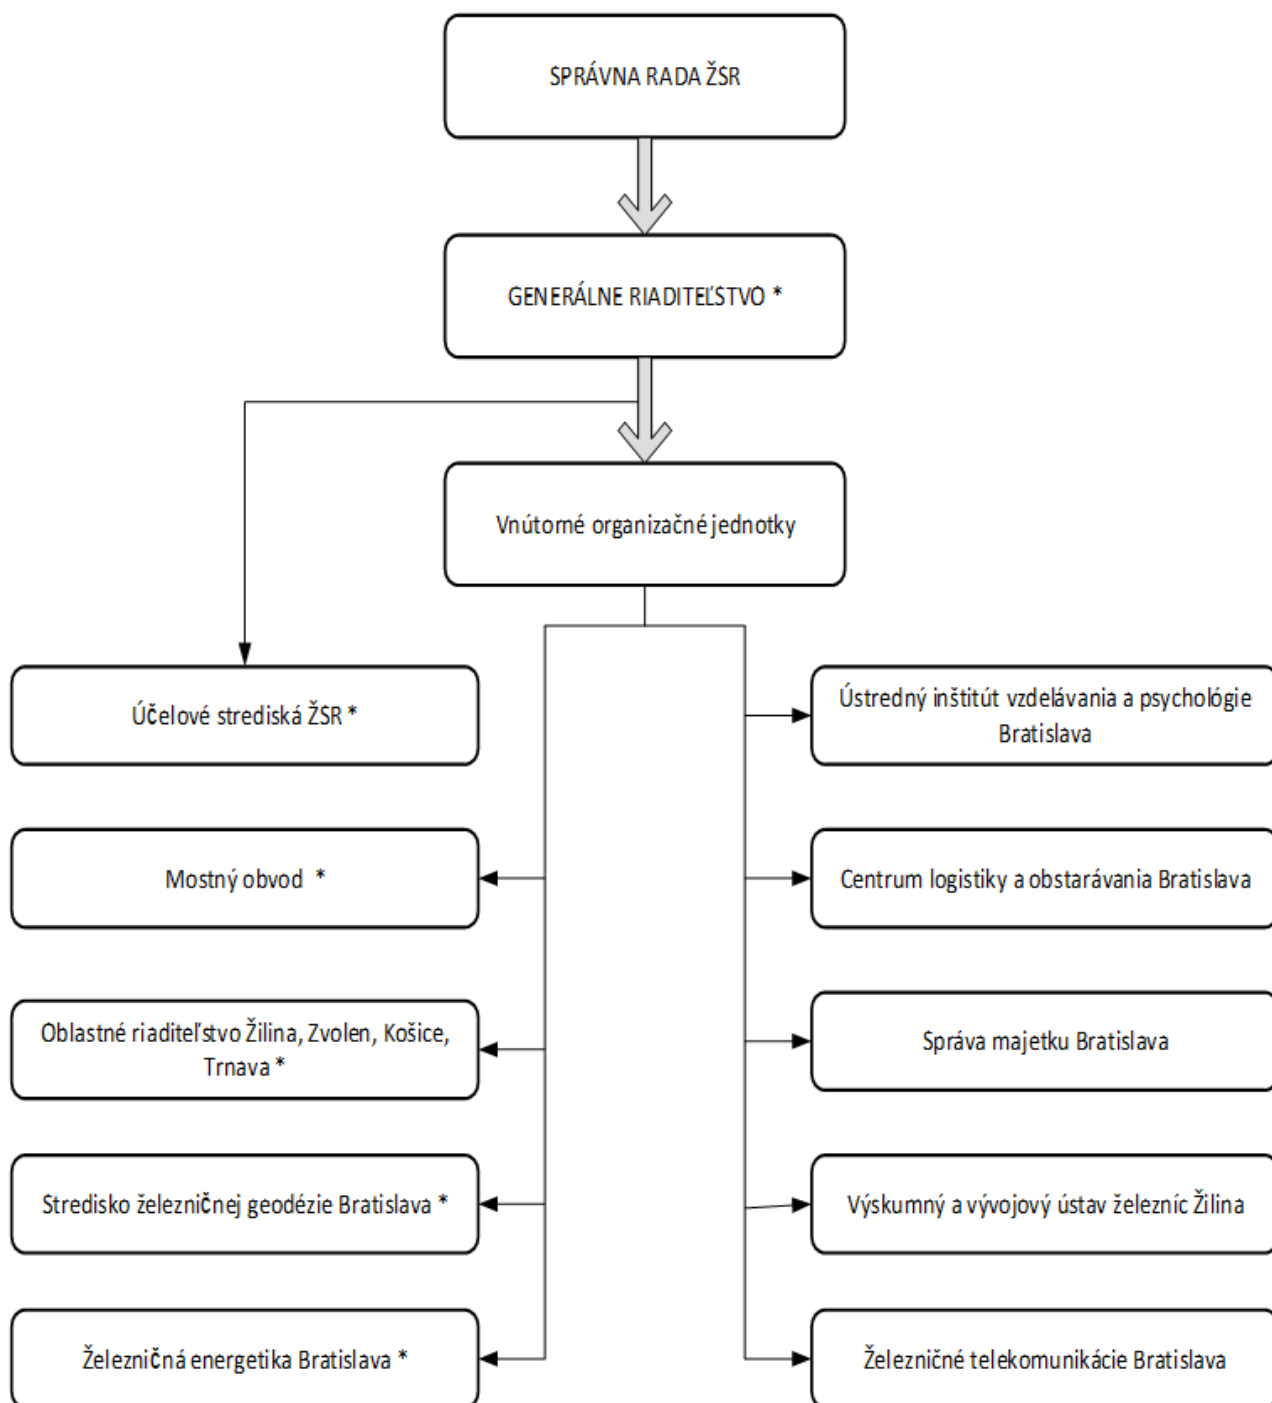 SPRÁVNA RADA ŽSR
GENERÁLNE RIADITEĽSTVO *
Vnútorné organizačné jednotky
Účelové strediská ŽSR *
Ústredný inštitút vzdelávania a psychológie
Bratislava
Mostný obvod *
Centrum logistiky a obstarávania Bratislava
Oblastné riaditeľstvo Žilina, Zvolen, Košice,
Trnava *
Správa majetku Bratislava
Stredisko železničnej geodézie Bratislava *
Výskumný a vývojový ústav železníc Žilina
Železničná energetika Bratislava *
Železničné telekomunikácie Bratislava